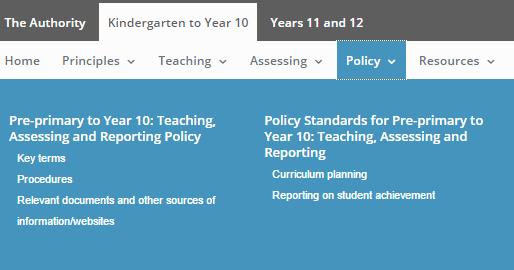 The Authority Kindergarten to Year 10 Years 11 and 12
Home Principles Teaching Assessing Policy Resources
Pre-primary to Year 10: Teaching,
Assessing and Reporting Policy
Key terms
Procedures
Relevant documents and other sources of
information/websites
Policy Standards for Pre-primary to
Year 10: Teaching, Assessing and
Reporting
Curriculum planning
Reporting on student achievement